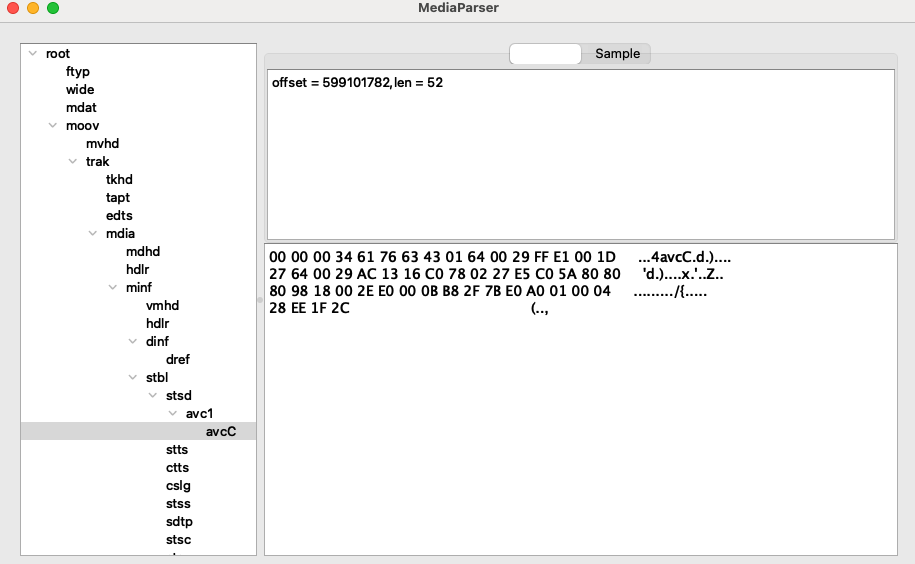 MediaParser
root
ftyp
wide
mdat
moov
mvhd
trak
tkhd
tapt
edts
mdia
mdhd
hdlr
minf
vmhd
hdlr
dinf
dref
stbl
stsd
avc1
avcC
stts
ctts
cslg
stss
sdtp
stsc
Sample
offset = 599101782,len = 52
00 00 00 34 61 76 63 43 01 64 00 29 FF E1 00 1D ...4avcC.d.)....
27 64 00 29 AC 13 16 C0 78 02 27 E5 C0 5A 80 80 'd.)....x.'..Z..
80 98 18 00 2E E0 00 0B B8 2F 7B E0 A0 01 00 04 ........./{.....
28 EE 1F 2C (..,